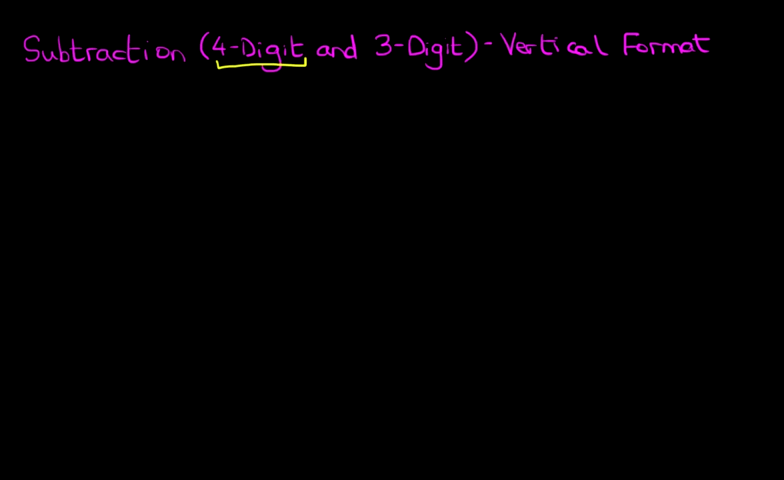 Subtraction (4-Digit and 3-Digit) - Vertical Format